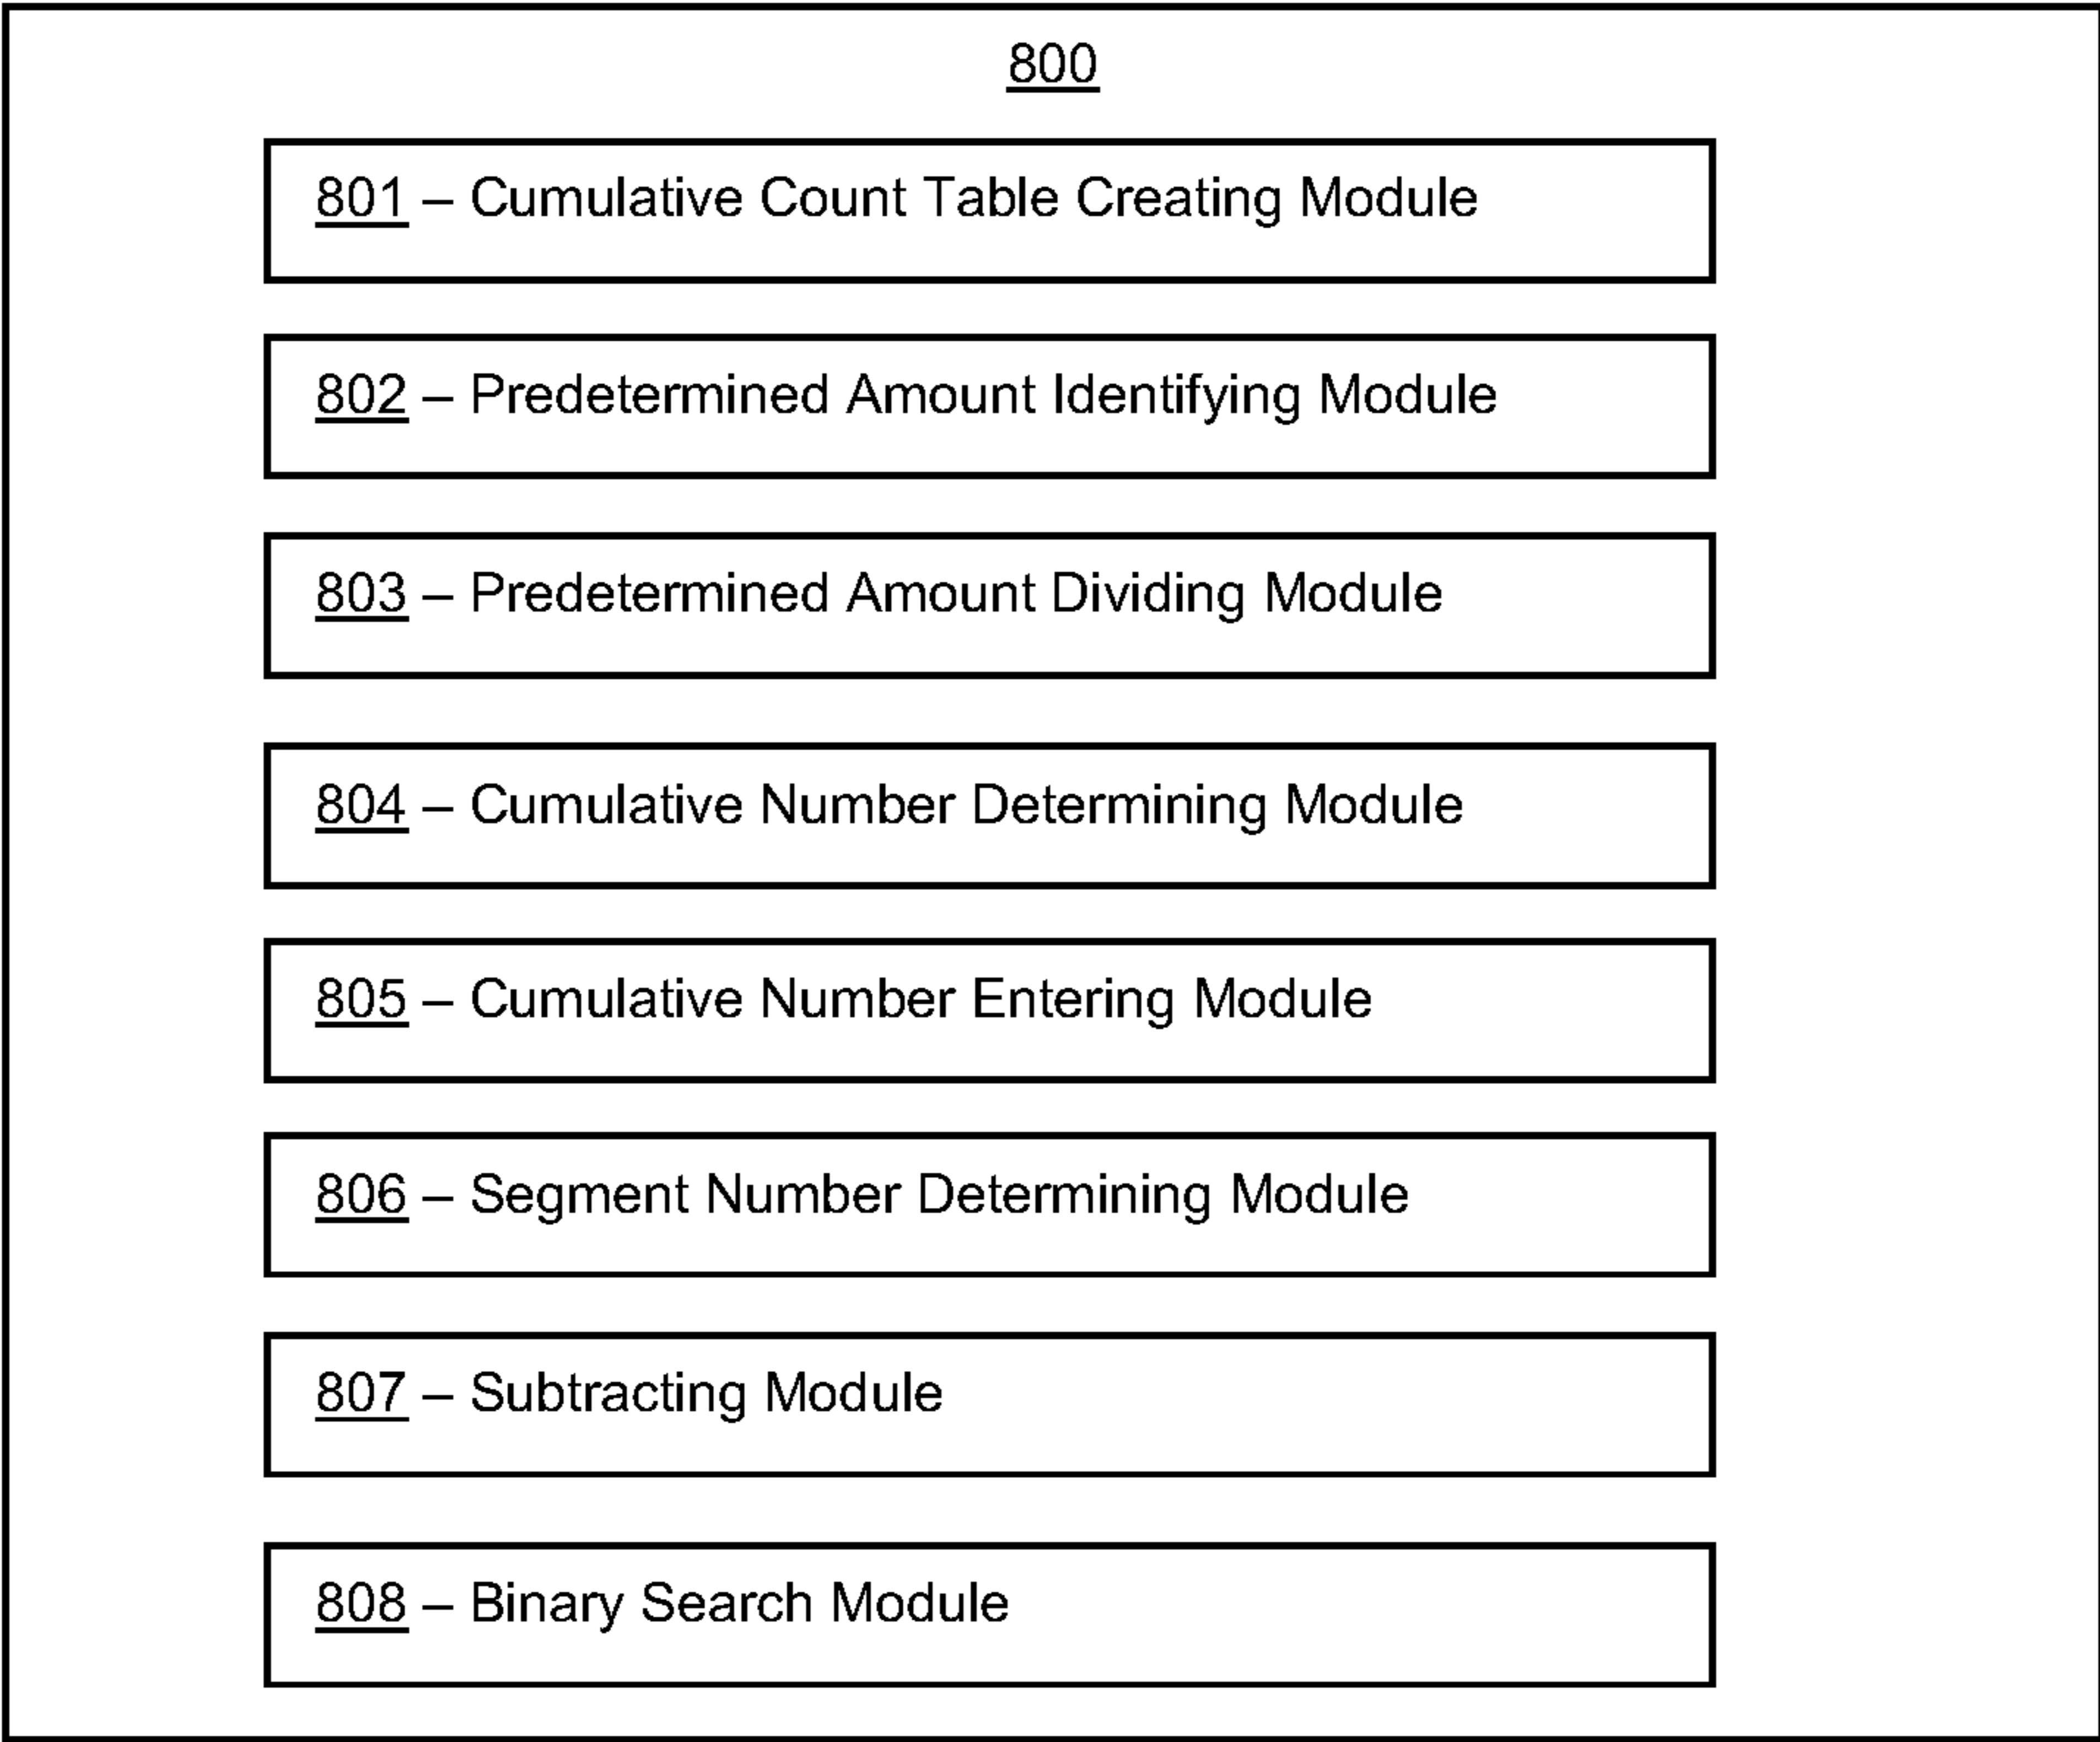 800
801 – Cumulative Count Table Creating Module
802 – Predetermined Amount Identifying Module
803 – Predetermined Amount Dividing Module
804 – Cumulative Number Determining Module
805 – Cumulative Number Entering Module
806 – Segment Number Determining Module
807 – Subtracting Module
808 – Binary Search Module